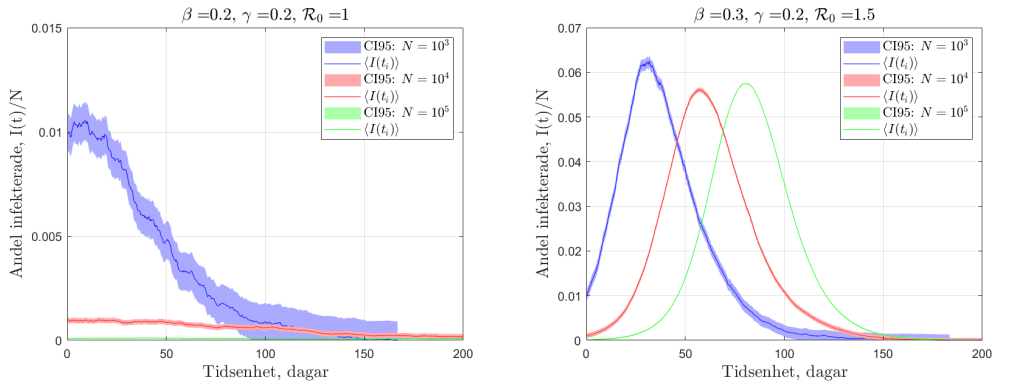 β =0.2, γ =0.2, R₀ =1
0.015
0.01
0.005
0
0
50
100
150
200
Andel infekterade, I(t)/N
Tidsenhet, dagar
CI95: N = 10³
⟨I(tᵢ)⟩
CI95: N = 10⁴
⟨I(tᵢ)⟩
CI95: N = 10⁵
⟨I(tᵢ)⟩
β =0.3, γ =0.2, R₀ =1.5
0.07
0.06
0.05
0.04
0.03
0.02
0.01
0
0
50
100
150
200
Andel infekterade, I(t)/N
Tidsenhet, dagar
CI95: N = 10³
⟨I(tᵢ)⟩
CI95: N = 10⁴
⟨I(tᵢ)⟩
CI95: N = 10⁵
⟨I(tᵢ)⟩